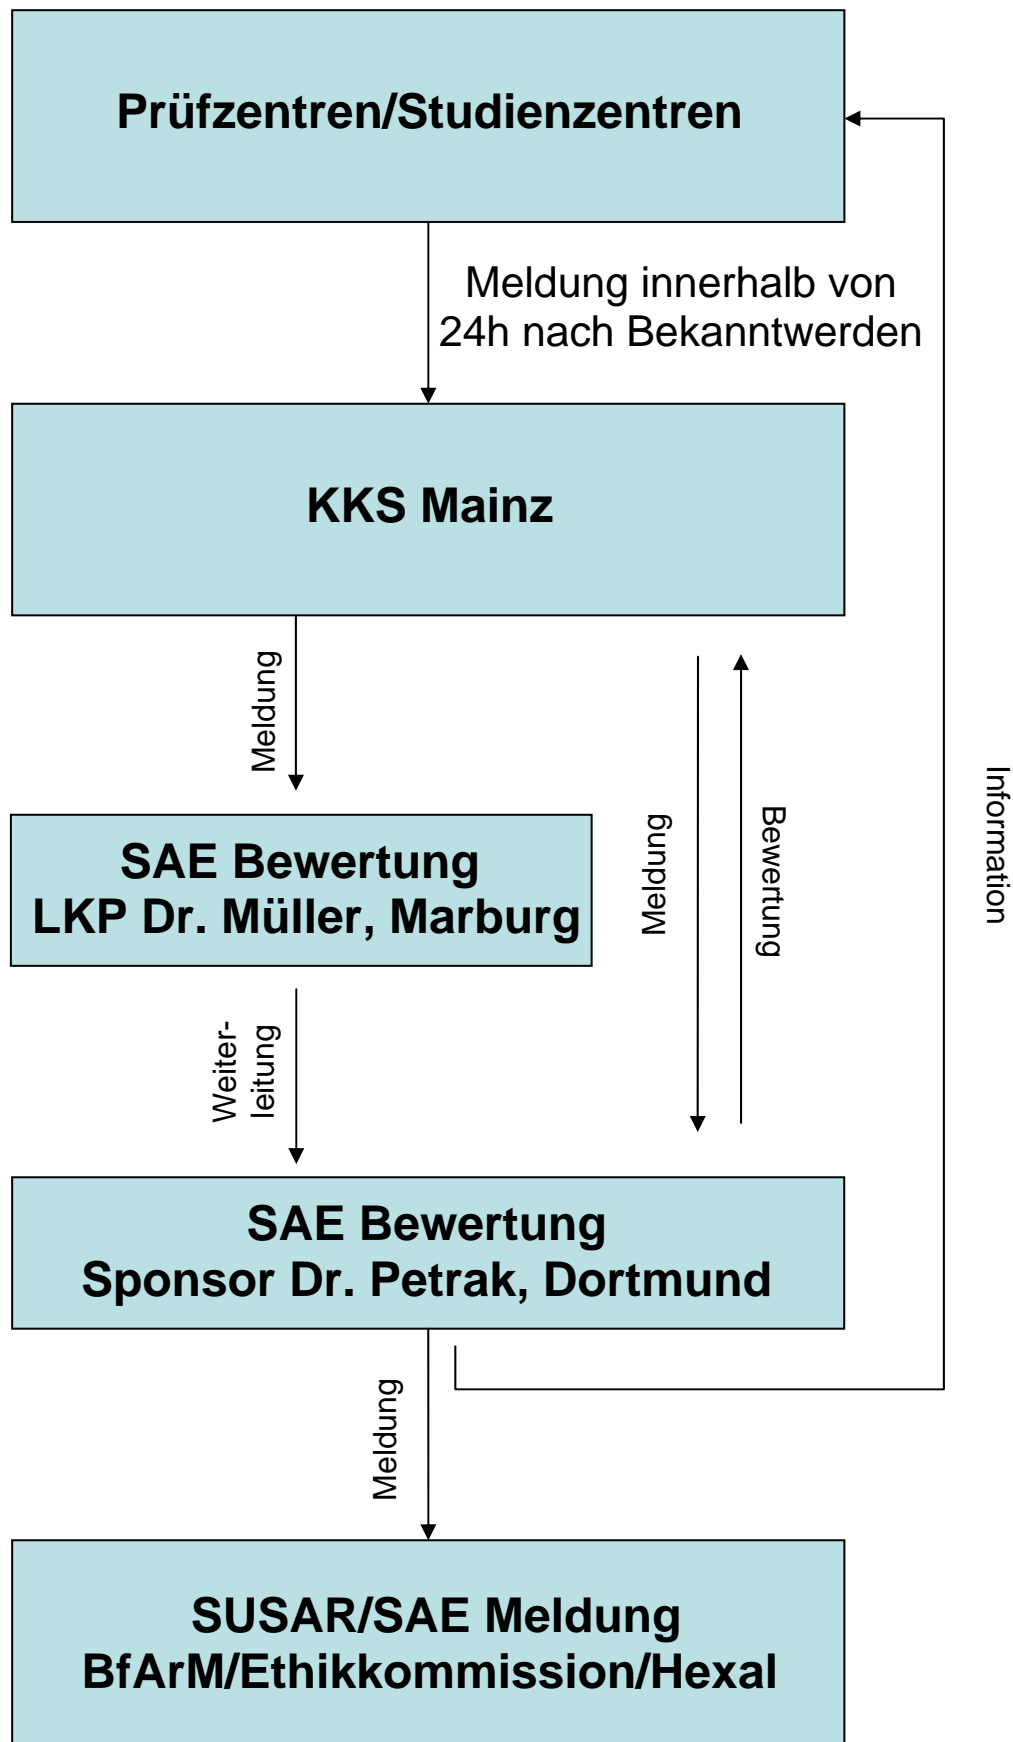 Prüfzentren/Studienzentren
Meldung innerhalb von
24h nach Bekanntwerden
KKS Mainz
Meldung
SAE Bewertung
LKP Dr. Müller, Marburg
Meldung
Bewertung
Information
Weiter-
leitung
SAE Bewertung
Sponsor Dr. Petrak, Dortmund
Meldung
SUSAR/SAE Meldung
BfArM/Ethikkommission/Hexal